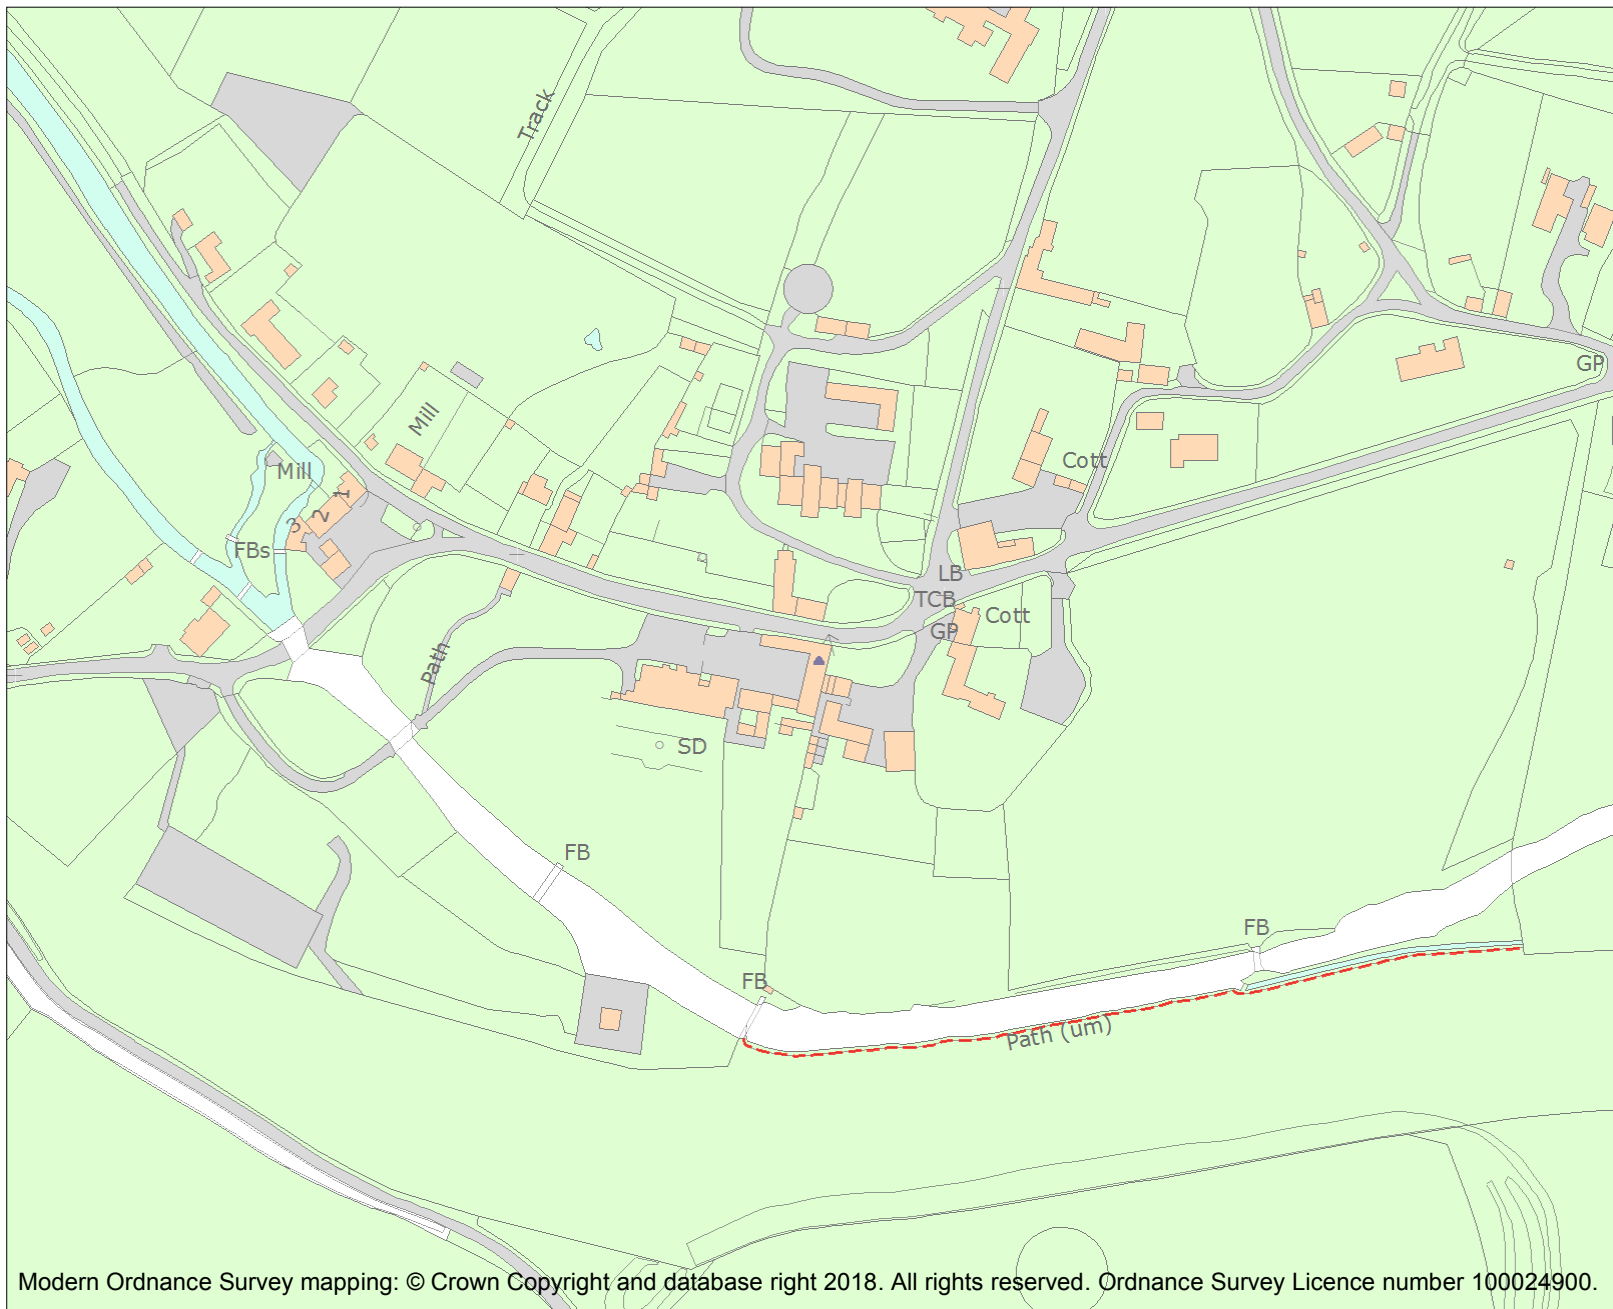 Track
GP
Mill
Cott
Mill
1
2
3
FBs
LB
TCB
Cott
GP
Path
SD
FB
FB
FB
Path (um)
Modern Ordnance Survey mapping: © Crown Copyright and database right 2018. All rights reserved. Ordnance Survey Licence number 100024900.